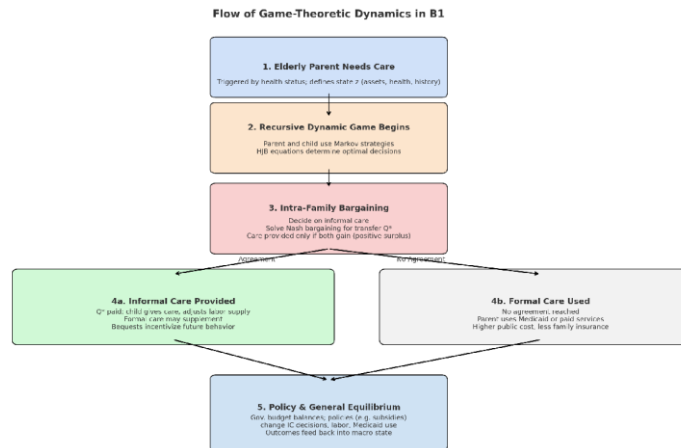 Flow of Game-Theoretic Dynamics in B1
1. Elderly Parent Needs Care
Triggered by health status; defines state z (assets, health, history)
2. Recursive Dynamic Game Begins
Parent and child use Markov strategies
HJB equations determine optimal decisions
3. Intra-Family Bargaining
Decide on informal care
Solve Nash bargaining for transfer Q*
Care provided only if both gain (positive surplus)
Agreement
No Agreement
4a. Informal Care Provided
Q* paid; child gives care, adjusts labor supply
Formal care may supplement
Bequests incentivize future behavior
4b. Formal Care Used
No agreement reached
Parent uses Medicaid or paid services
Higher public cost, less family insurance
5. Policy & General Equilibrium
Gov. budget balances; policies (e.g. subsidies)
change IC decisions, labor, Medicaid use
Outcomes feed back into macro state